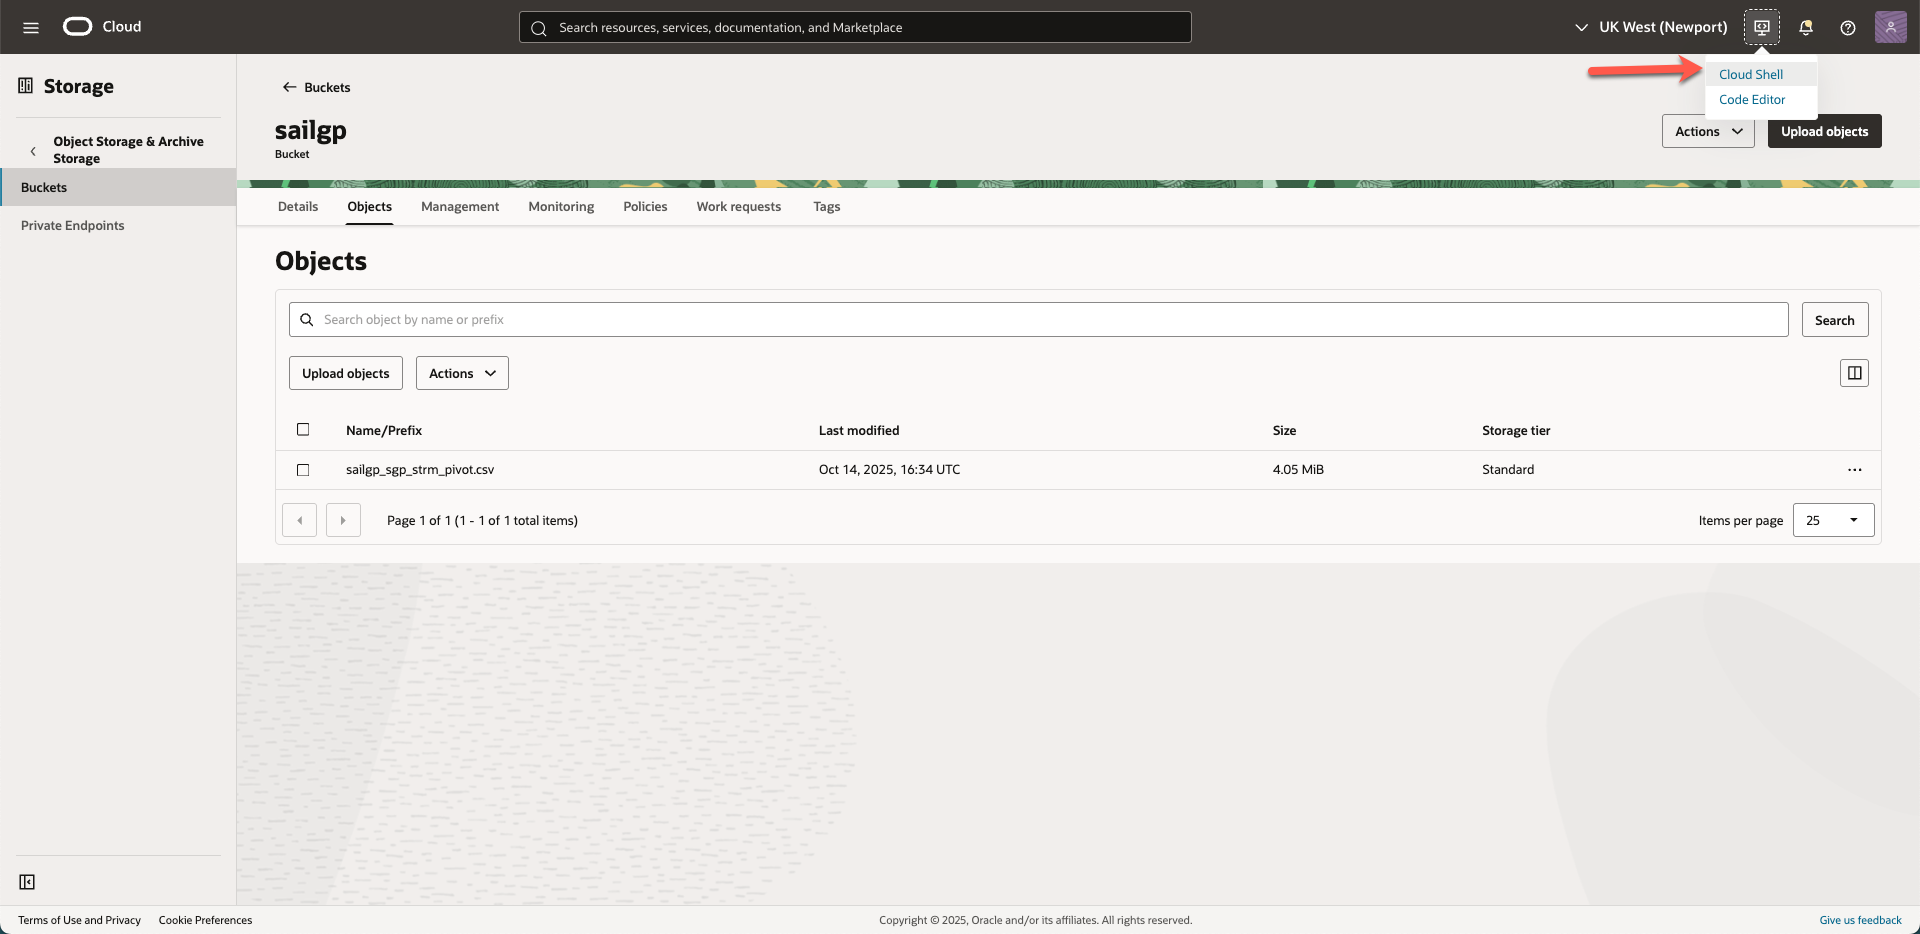 Cloud
Search resources, services, documentation, and Marketplace
UK West (Newport)
Cloud Shell
Code Editor
Storage
Object Storage & Archive
Storage
Buckets
Private Endpoints
Buckets
sailgp
Bucket
Actions
Upload objects
Details
Objects
Management
Monitoring
Policies
Work requests
Tags
Objects
Search object by name or prefix
Search
Upload objects
Actions
Name/Prefix
Last modified
Size
Storage tier
sailgp_sgp_strm_pivot.csv
Oct 14, 2025, 16:34 UTC
4.05 MiB
Standard
Page 1 of 1 (1 - 1 of 1 total items)
Items per page
25
Terms of Use and Privacy
Cookie Preferences
Copyright © 2025, Oracle and/or its affiliates. All rights reserved.
Give us feedback